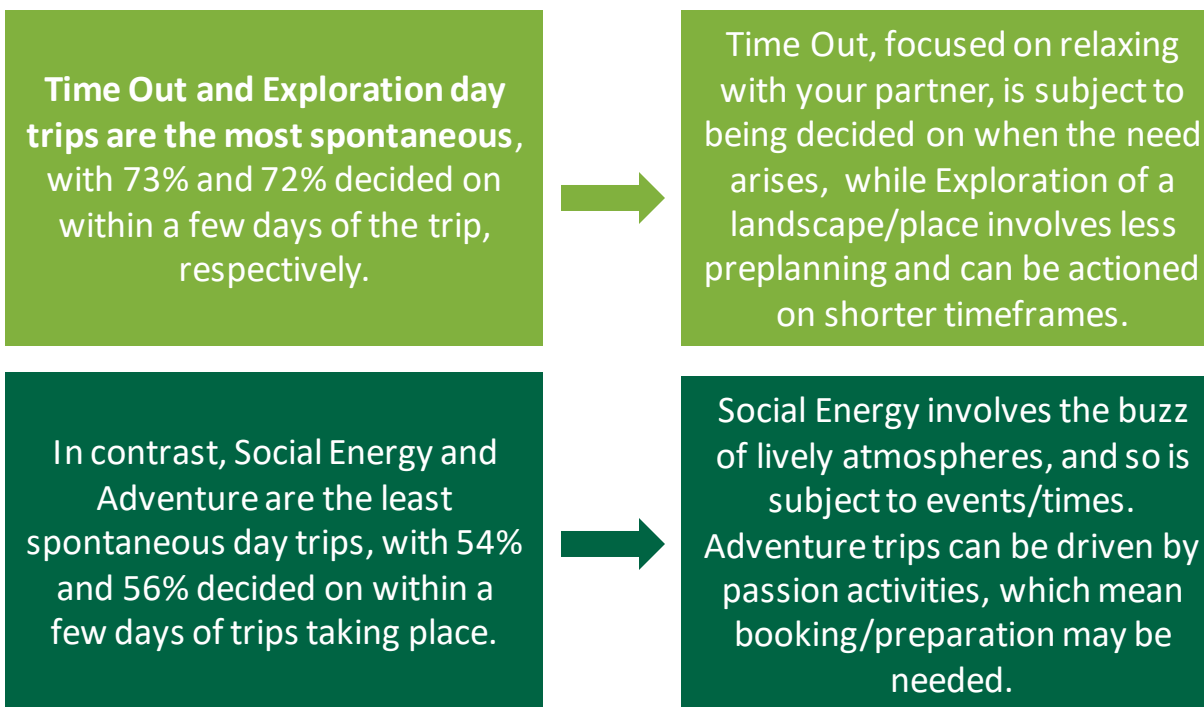 Time Out and Exploration day
trips are the most spontaneous,
with 73% and 72% decided on
within a few days of the trip,
respectively.
Time Out, focused on relaxing
with your partner, is subject to
being decided on when the need
arises, while Exploration of a
landscape/place involves less
preplanning and can be actioned
on shorter timeframes.
In contrast, Social Energy and
Adventure are the least
spontaneous day trips, with 54%
and 56% decided on within a
few days of trips taking place.
Social Energy involves the buzz
of lively atmospheres, and so is
subject to events/times.
Adventure trips can be driven by
passion activities, which mean
booking/preparation may be
needed.